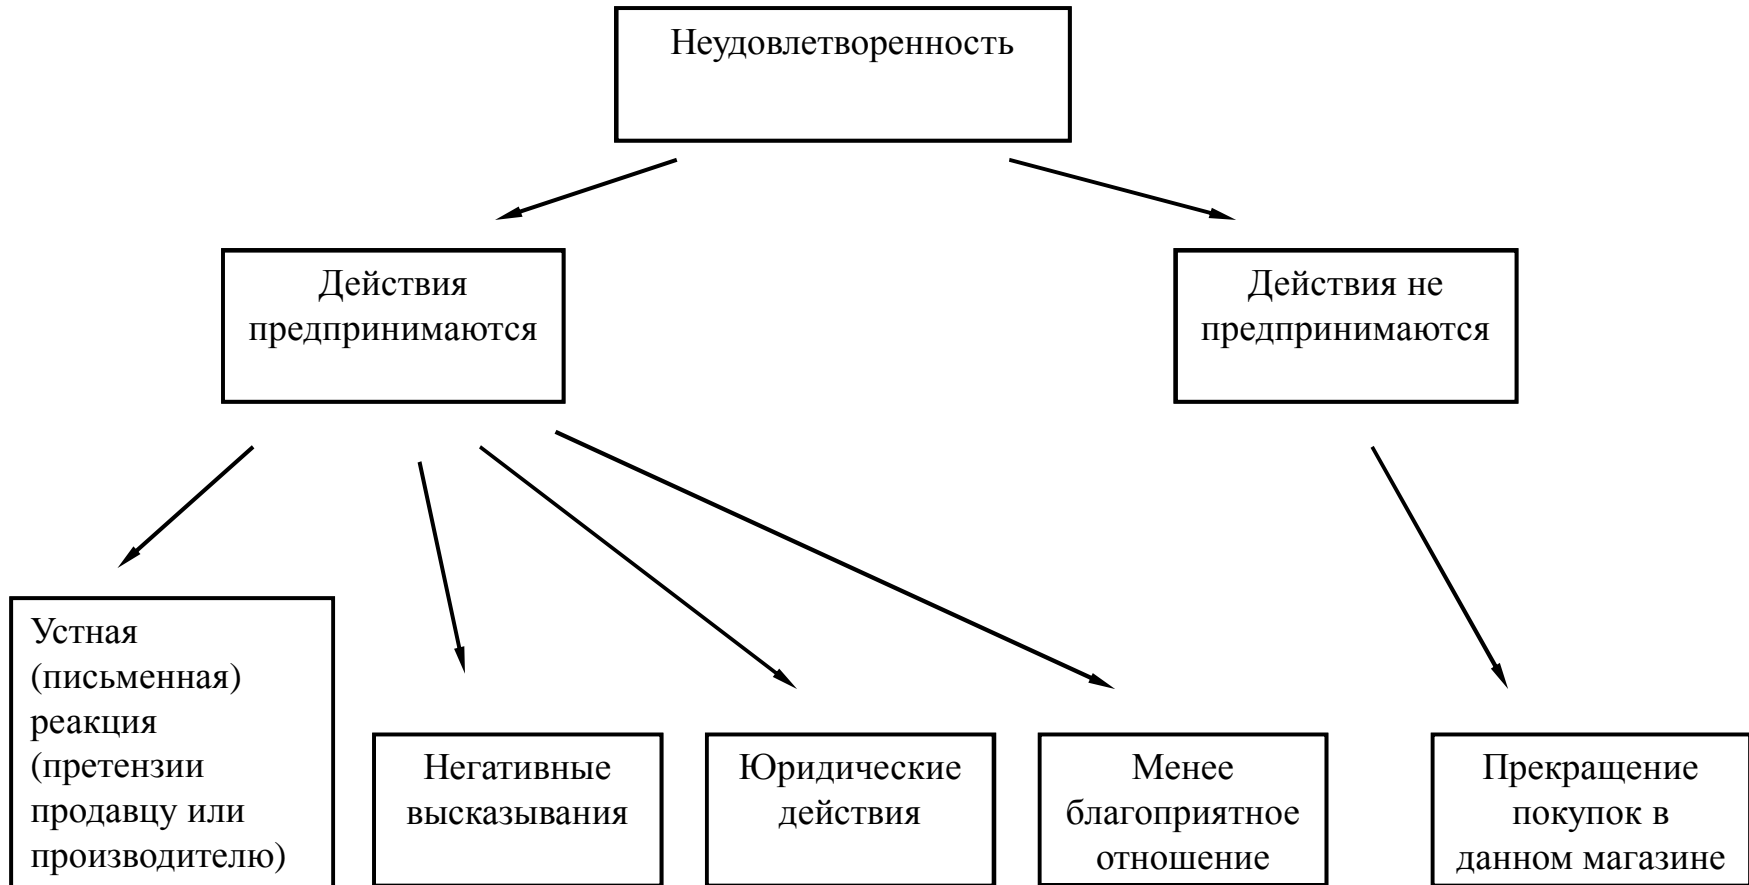 Неудовлетворенность
Действия
предпринимаются
Действия не
предпринимаются
Устная
(письменная)
реакция
(претензии
продавцу или
производителю)
Негативные
высказывания
Юридические
действия
Менее
благоприятное
отношение
Прекращение
покупок в
данном магазине